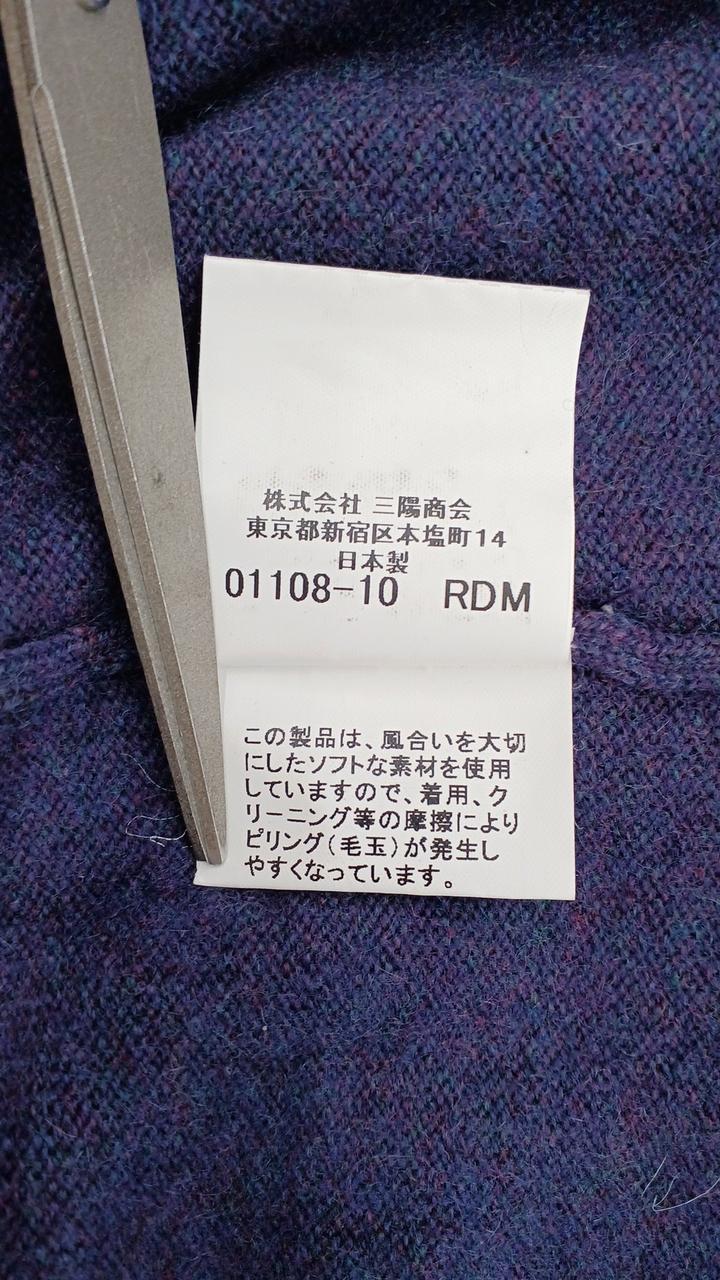 株式会社 三陽商会
東京都新宿区本塩町14
日本製
01108-10 RDM
この製品は、風合いを大切
にしたソフトな素材を使用
していますので、着用、ク
リーニング等の摩擦により
ピリング(毛玉)が発生し
やすくなっています。